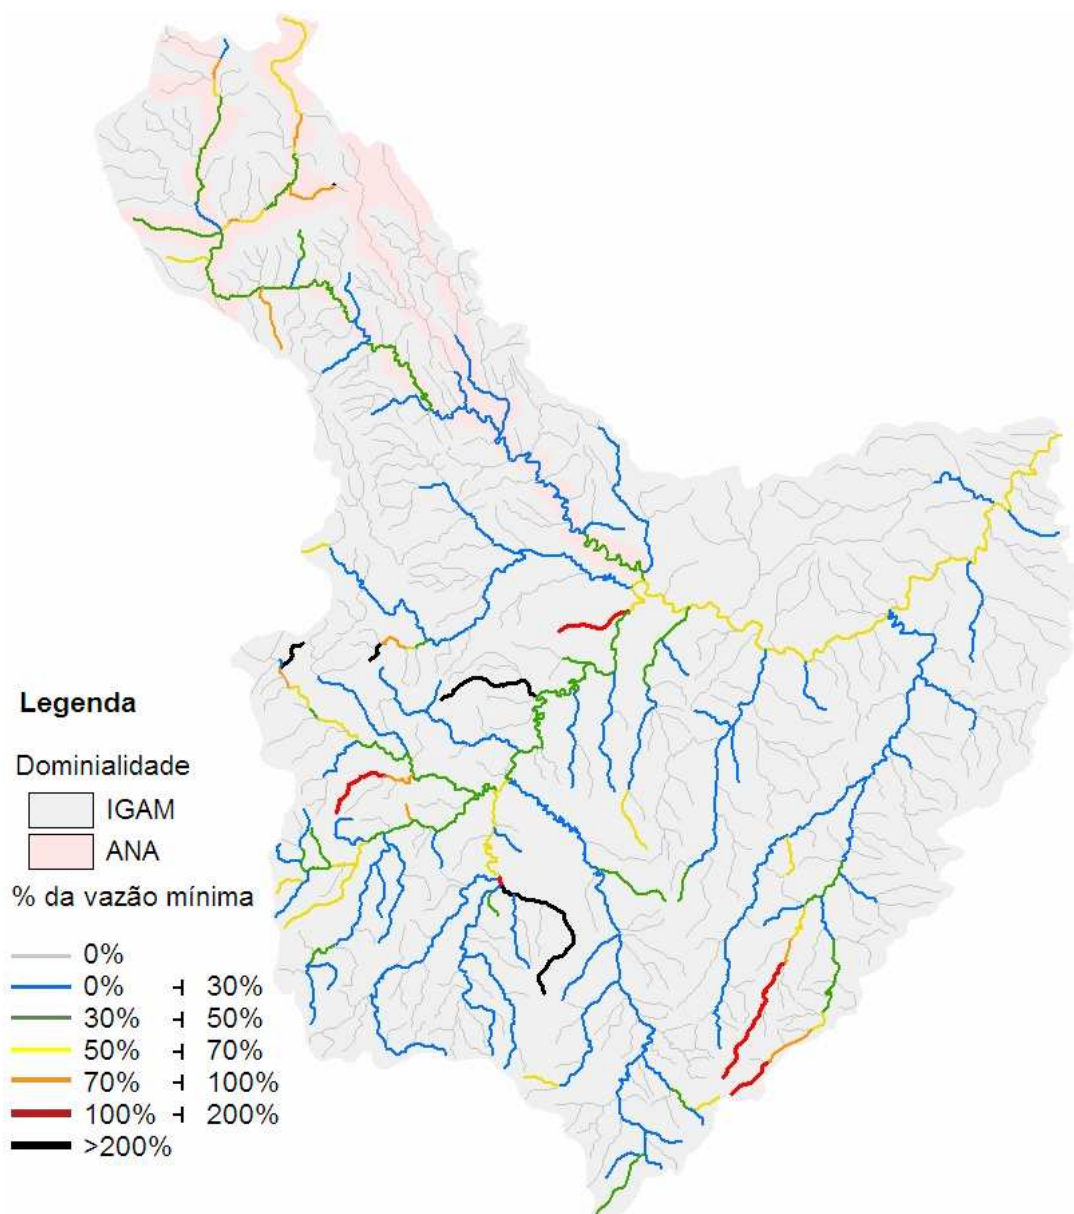 Legenda
Dominialidade
IGAM
ANA
% da vazão mínima
0%
0% ⊣ 30%
30% ⊣ 50%
50% ⊣ 70%
70% ⊣ 100%
100% ⊣ 200%
>200%